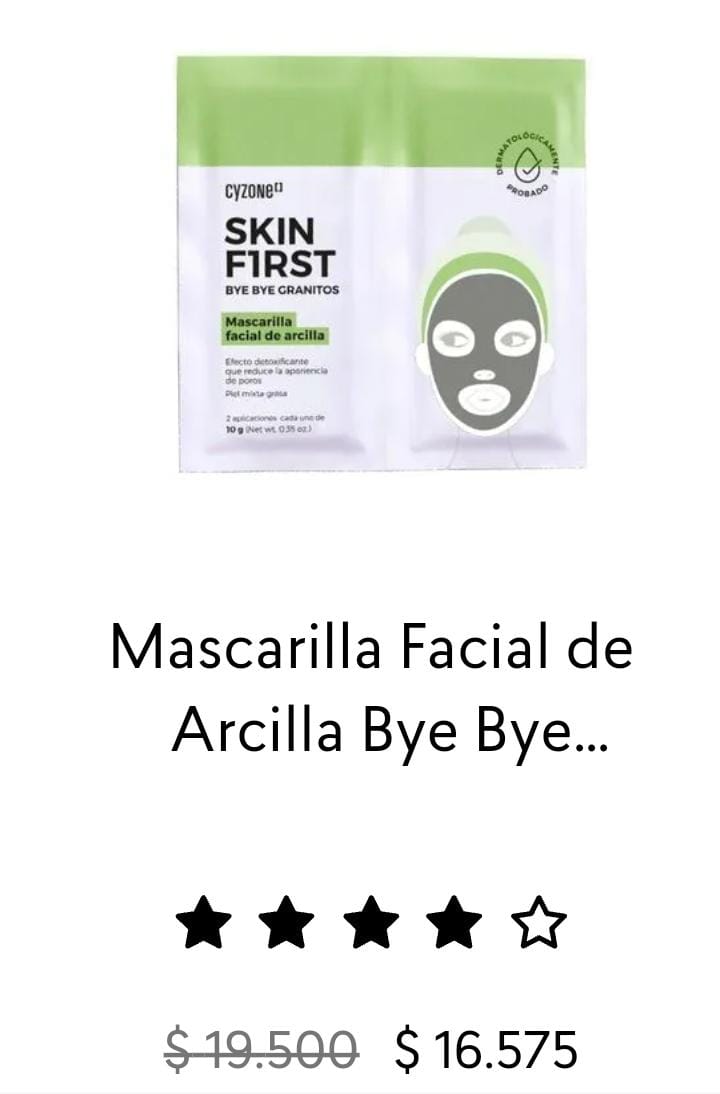 DERMATOLÓGICAMENTE
PROBADO
cyzone
SKIN
F1RST
BYE BYE GRANITOS
Mascarilla
facial de arcilla
Efecto detoxificante
que reduce la apariencia
de poros
Piel mixta-grasa
2 aplicaciones cada una de
10 g (Net wt. 0.35 oz.)
Mascarilla Facial de
Arcilla Bye Bye...
$ 19.500 $ 16.575